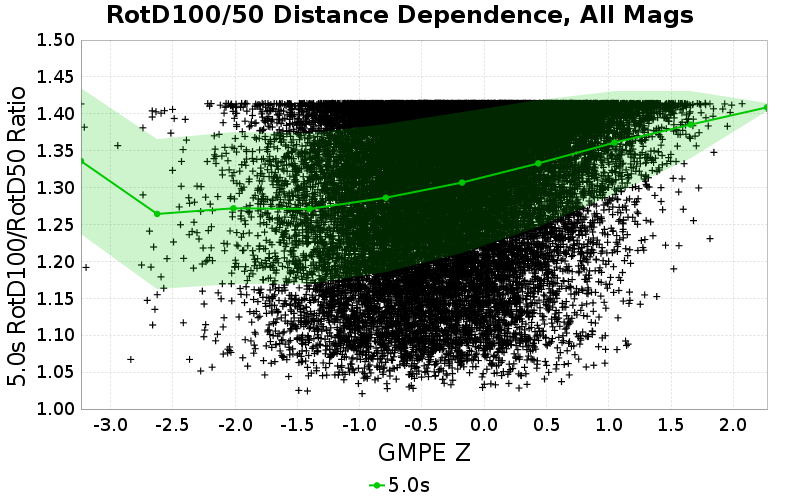 RotD100/50 Distance Dependence, All Mags
5.0s RotD100/RotD50 Ratio
1.50
1.45
1.40
1.35
1.30
1.25
1.20
1.15
1.10
1.05
1.00
-3.0 -2.5 -2.0 -1.5 -1.0 -0.5 0.0 0.5 1.0 1.5 2.0
GMPE Z
5.0s